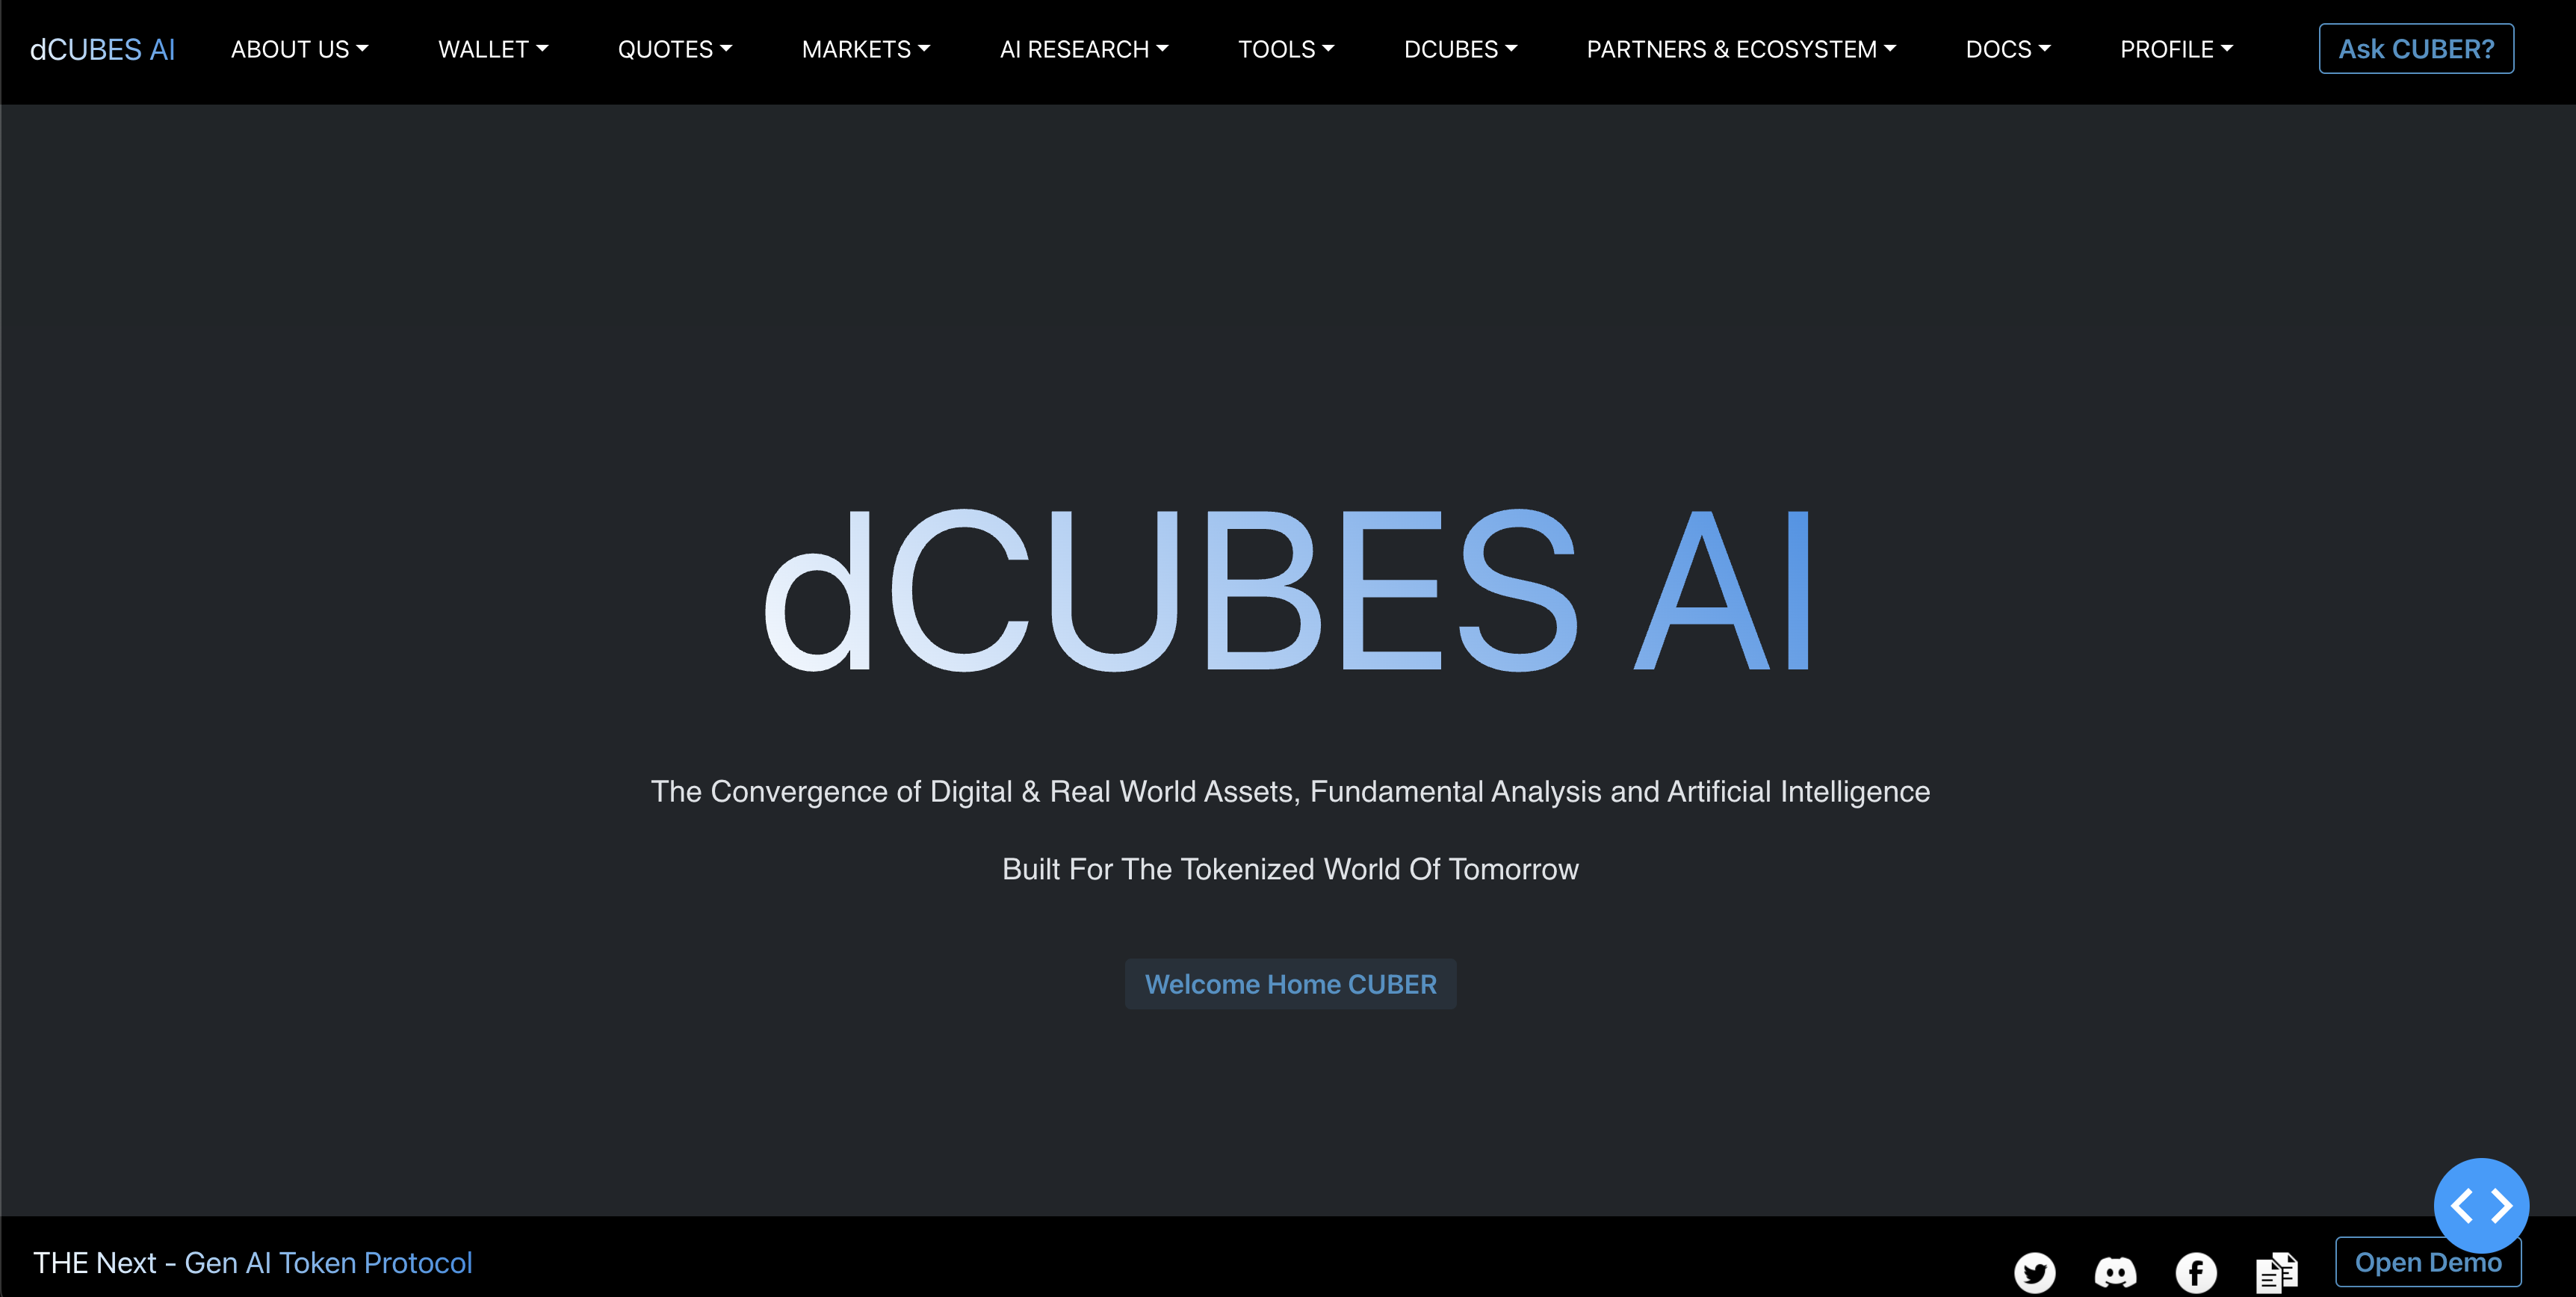 dCUBES AI ABOUT US WALLET QUOTES MARKETS AI RESEARCH TOOLS DCUBES PARTNERS & ECOSYSTEM DOCS PROFILE Ask CUBER?
dCUBES AI
The Convergence of Digital & Real World Assets, Fundamental Analysis and Artificial Intelligence
Built For The Tokenized World Of Tomorrow
Welcome Home CUBER
THE Next - Gen AI Token Protocol Open Demo